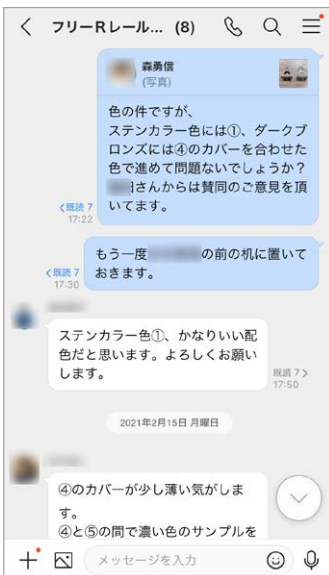 フリーRレール... (8)
森勇信
(写真)
色の件ですが、
ステンカラー色には①、ダークブ
ロンズには④のカバーを合わせた
色で進めて問題ないでしょうか？
さんからは賛同のご意見を頂
いてます。
<既読 7
17:22
もう一度 の前の机に置いて
おきます。
<既読 7
17:30
ステンカラー色①、かなりいい配
色だと思います。よろしくお願い
します。
既読 7>
17:50
2021年2月15日 月曜日
④のカバーが少し薄い気がしま
す。
④と⑤の間で濃い色のサンプルを
メッセージを入力